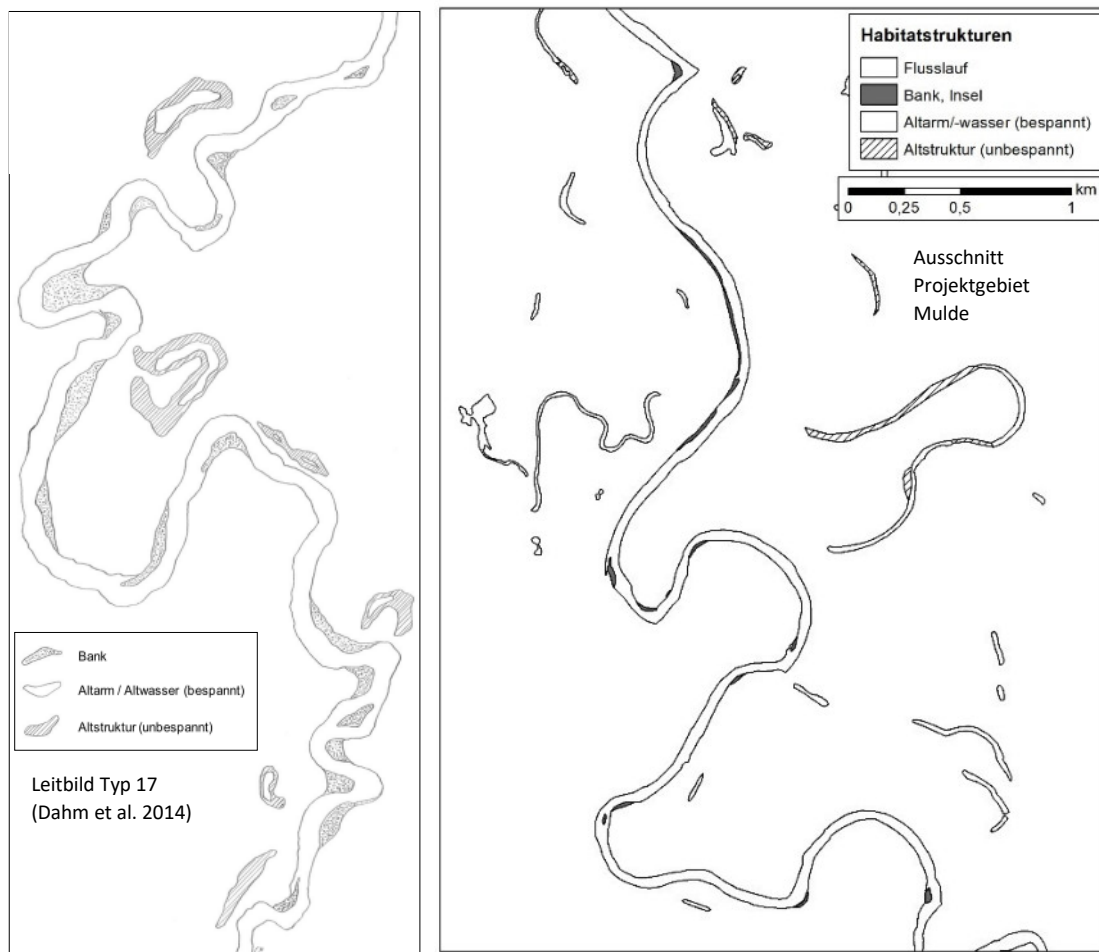 Bank
Altarm / Altwasser (bespannt)
Altstruktur (unbespannt)
Leitbild Typ 17
(Dahm et al. 2014)
Habitatstrukturen
Flusslauf
Bank, Insel
Altarm/-wasser (bespannt)
Altstruktur (unbespannt)
km
0 0,25 0,5 1
Ausschnitt
Projektgebiet
Mulde